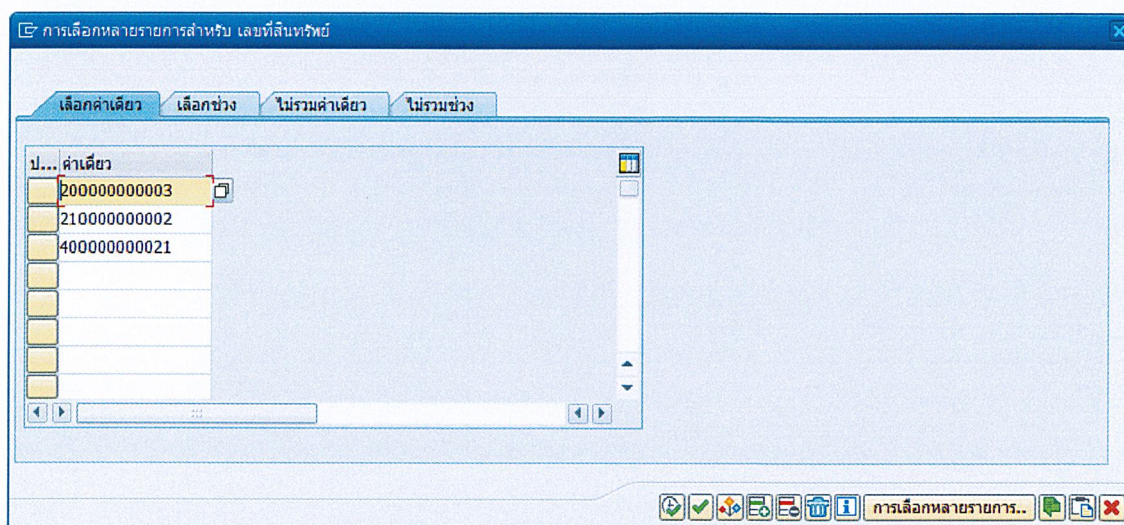 การเลือกหลายรายการสำหรับ เลขที่สินทรัพย์
เลือกค่าเดียว เลือกช่วง ไม่รวมค่าเดียว ไม่รวมช่วง
ป... ค่าเดี่ยว
200000000003
210000000002
400000000021
การเลือกหลายรายการ..